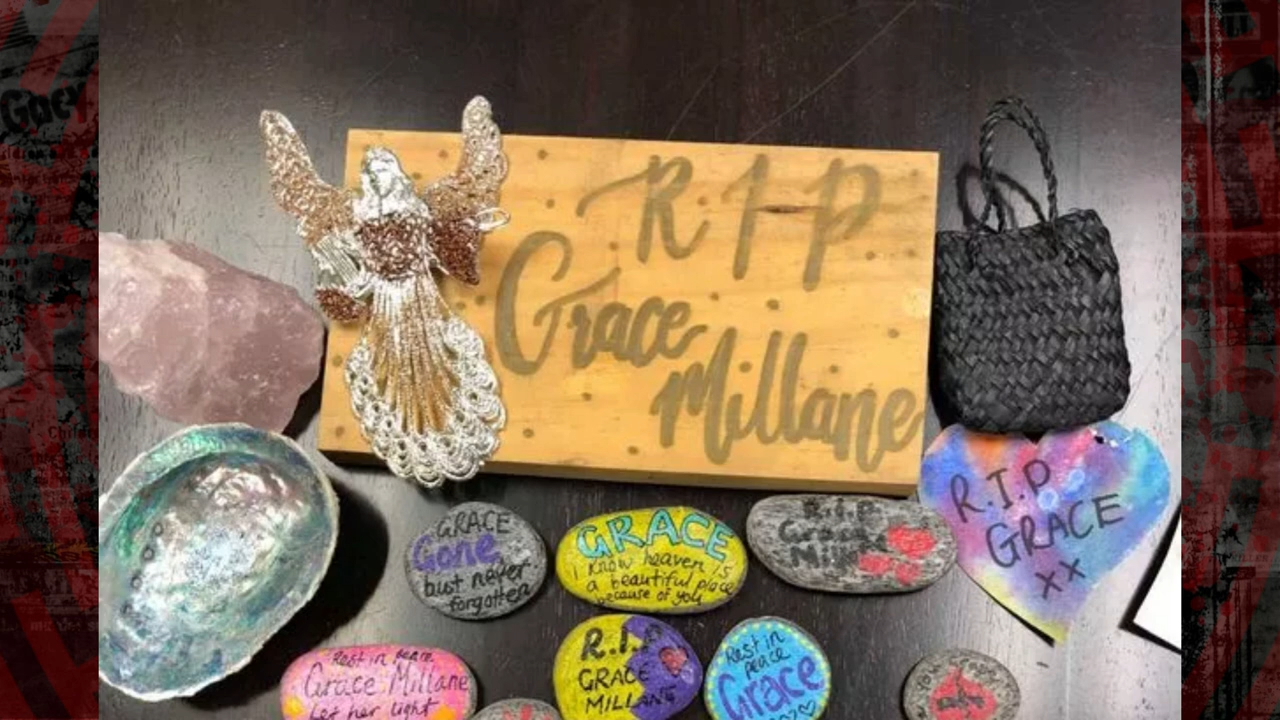 R I P
Grace
Millane
R.I.P
GRACE
xx
GRACE
Gone
but never
forgotten
GRACE
I know heaven is
a beautiful place
because of you
R.I.P
Grace
Rest in peace
Grace Millane
Let her light
R.I.P
GRACE
MILLANE
Rest in
peace
Grace